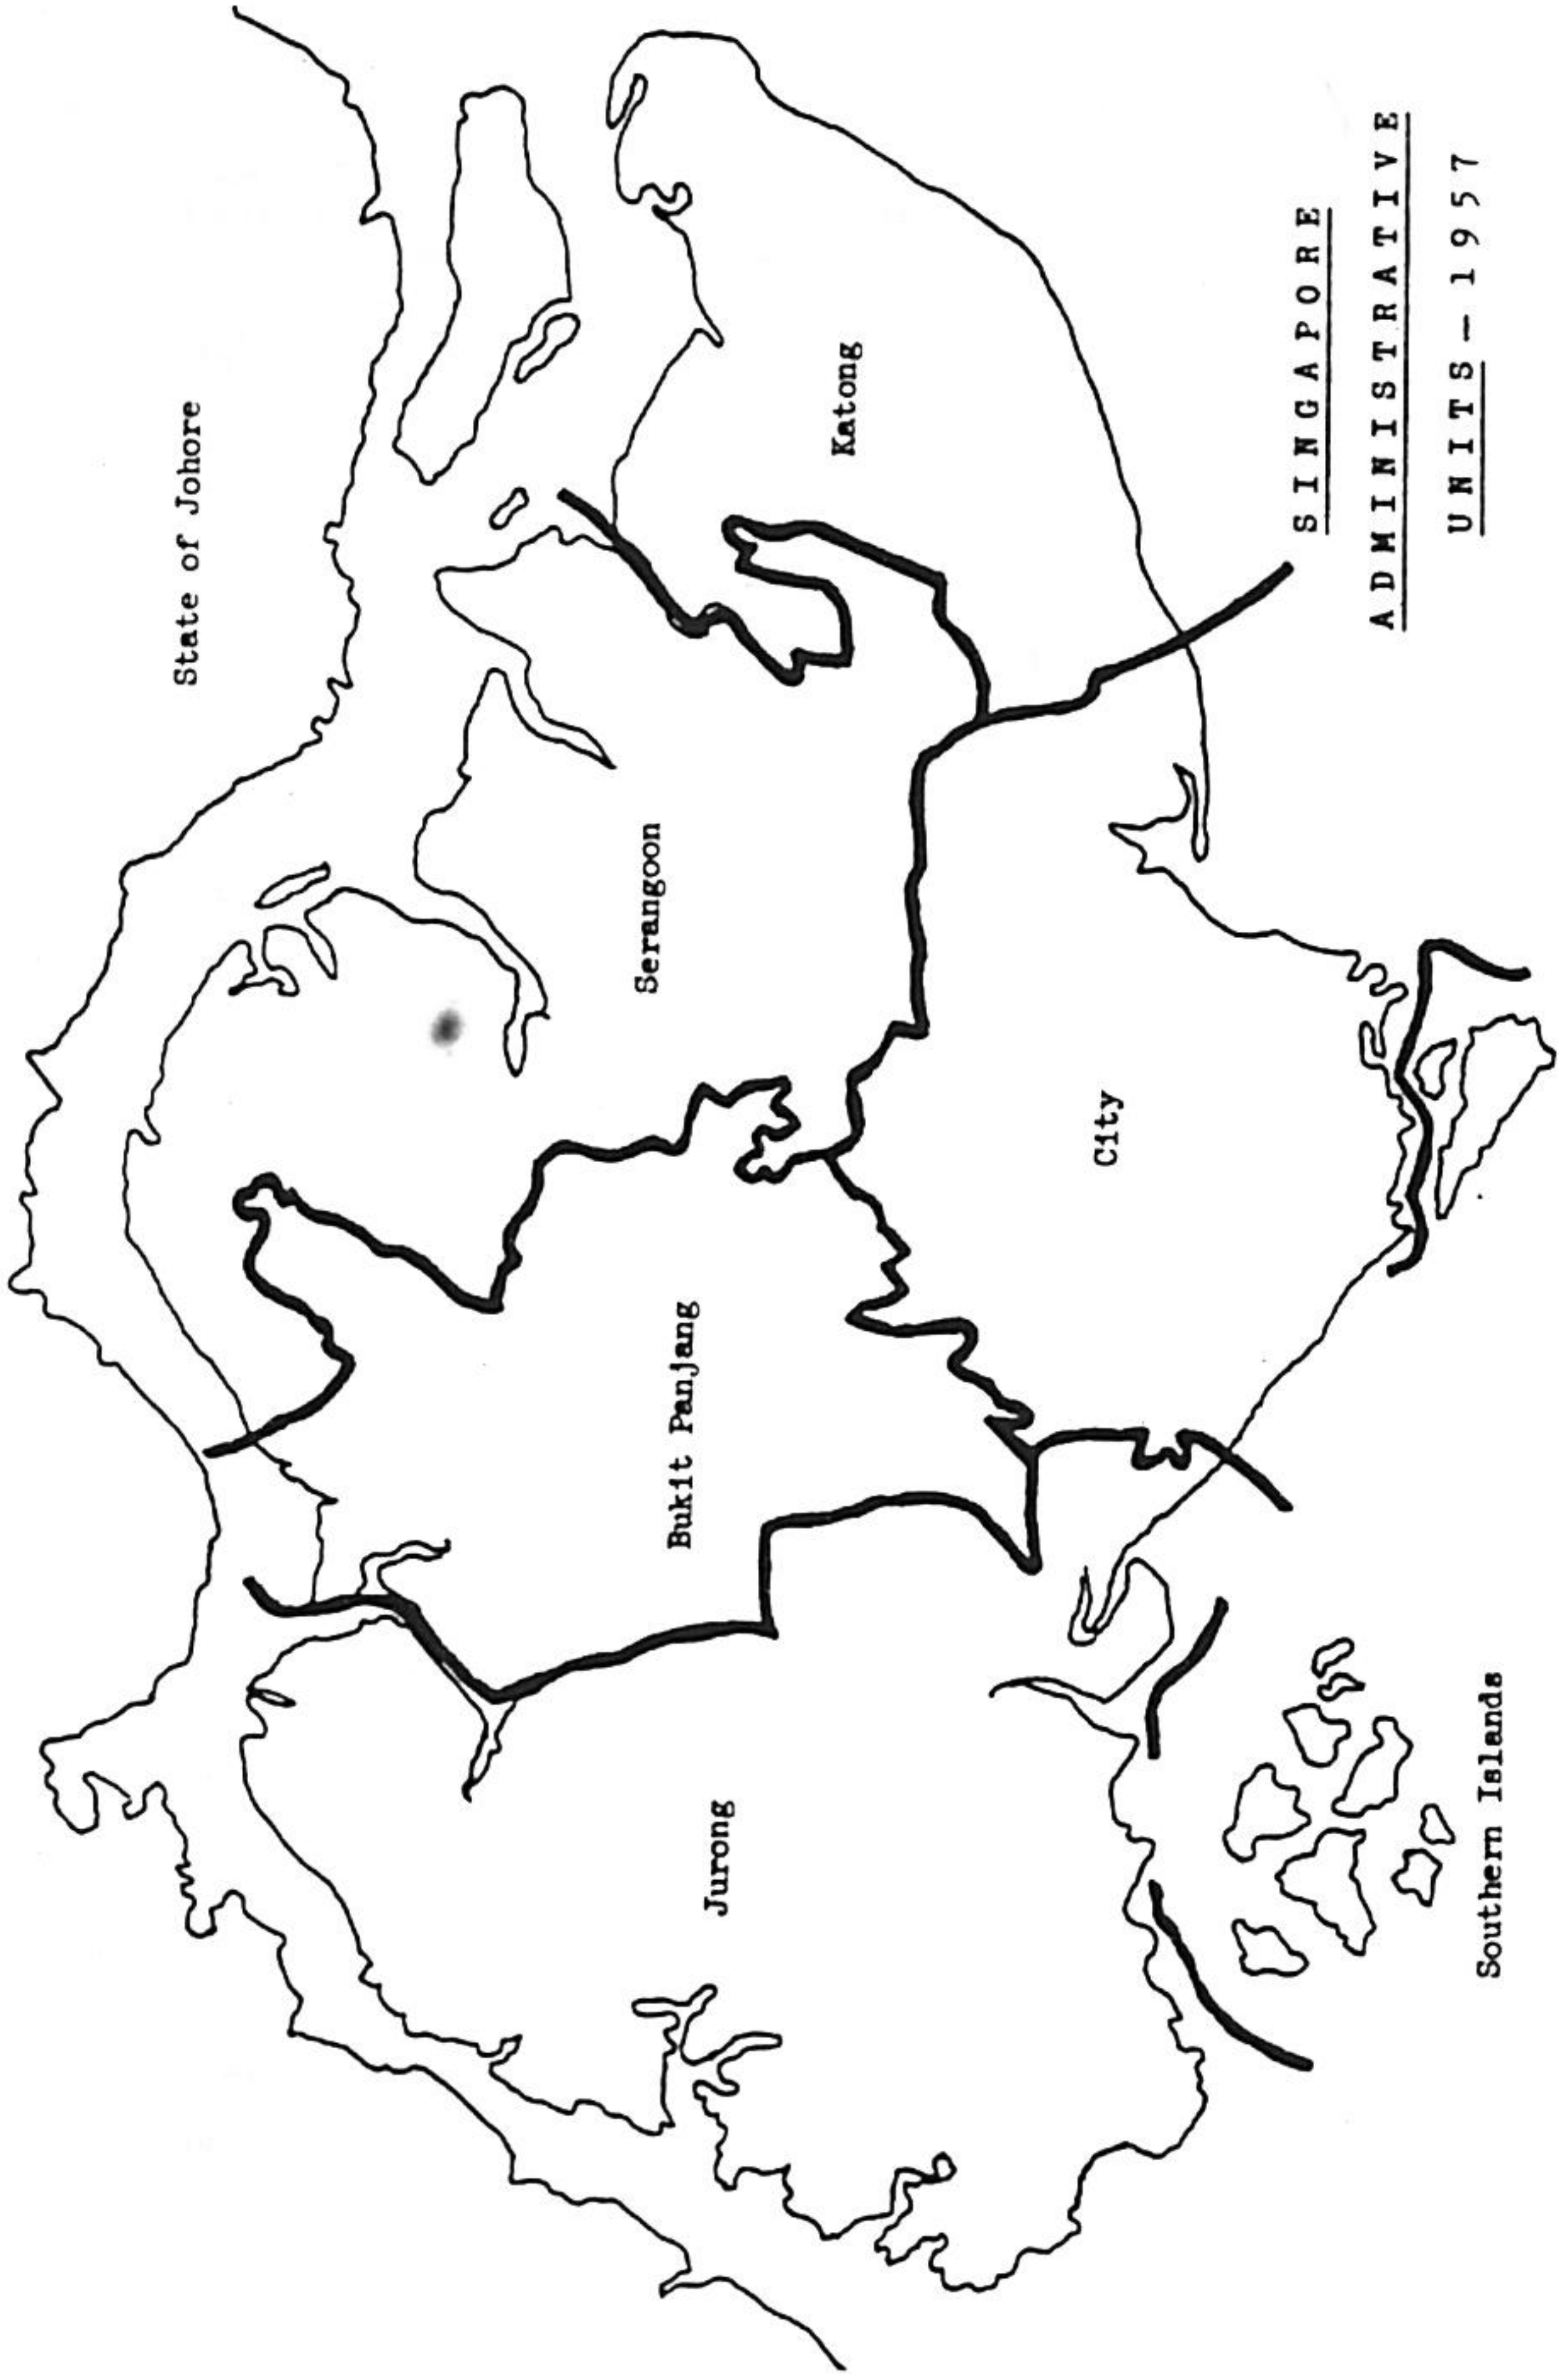 State of Johore
Serangoon
Katong
Bukit Panjang
Jurong
City
Southern Islands
SINGAPORE
ADMINISTRATIVE
UNITS-1957